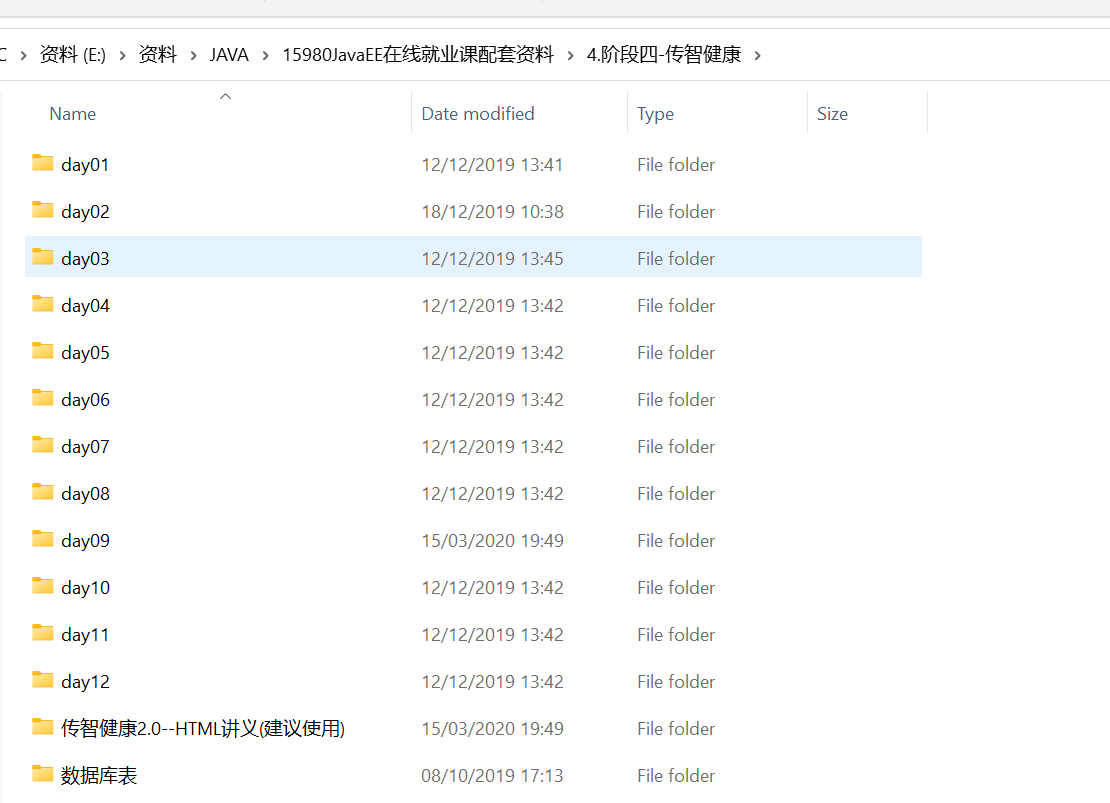 C › 资料 (E:) › 资料 › JAVA › 15980JavaEE在线就业课配套资料 › 4.阶段四-传智健康 ›
Name Date modified Type Size
day01 12/12/2019 13:41 File folder
day02 18/12/2019 10:38 File folder
day03 12/12/2019 13:45 File folder
day04 12/12/2019 13:42 File folder
day05 12/12/2019 13:42 File folder
day06 12/12/2019 13:42 File folder
day07 12/12/2019 13:42 File folder
day08 12/12/2019 13:42 File folder
day09 15/03/2020 19:49 File folder
day10 12/12/2019 13:42 File folder
day11 12/12/2019 13:42 File folder
day12 12/12/2019 13:42 File folder
传智健康2.0--HTML讲义(建议使用) 15/03/2020 19:49 File folder
数据库表 08/10/2019 17:13 File folder